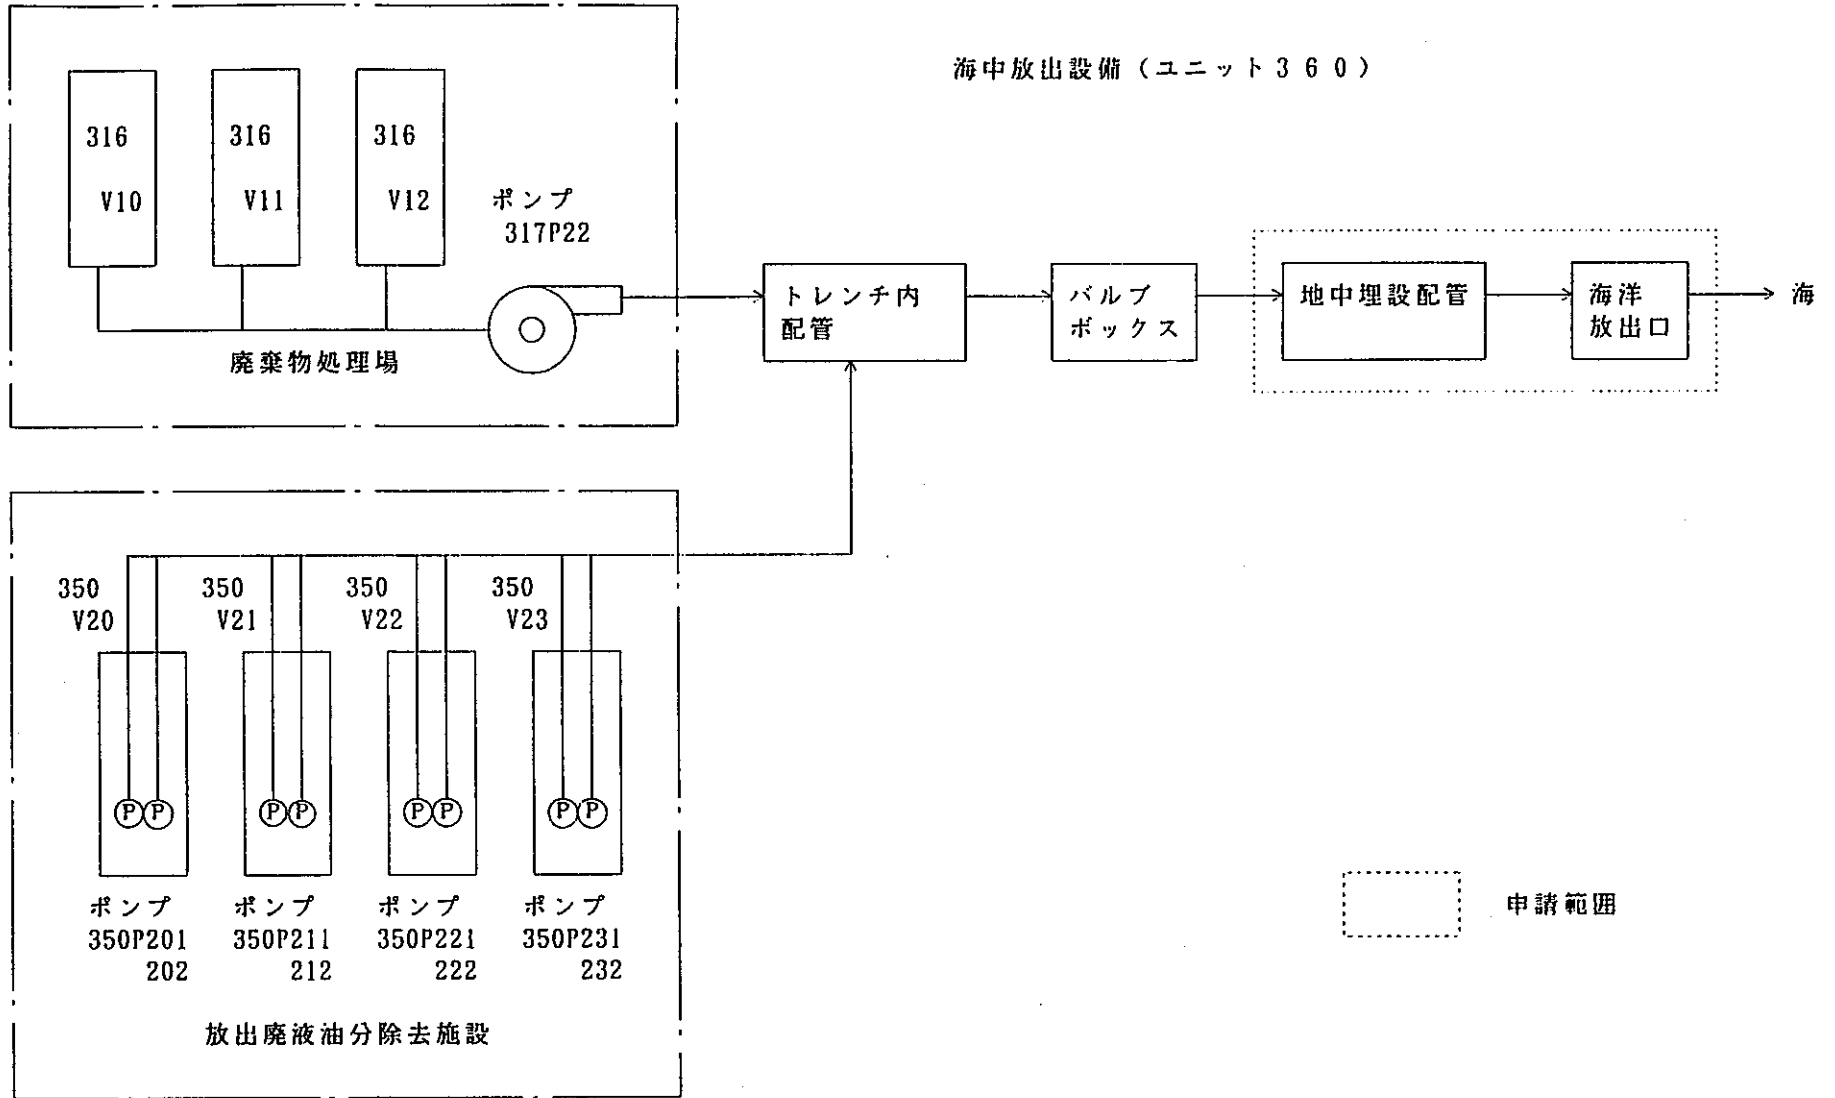 海中放出設備(ユニット360)
316
V10
316
V11
316
V12
ポンプ
317P22
廃棄物処理場
トレンチ内
配管
バルブ
ボックス
地中埋設配管
海洋
放出口
海
350
V20
350
V21
350
V22
350
V23
P P
P P
P P
P P
ポンプ
350P201
202
ポンプ
350P211
212
ポンプ
350P221
222
ポンプ
350P231
232
放出廃液油分除去施設
申請範囲